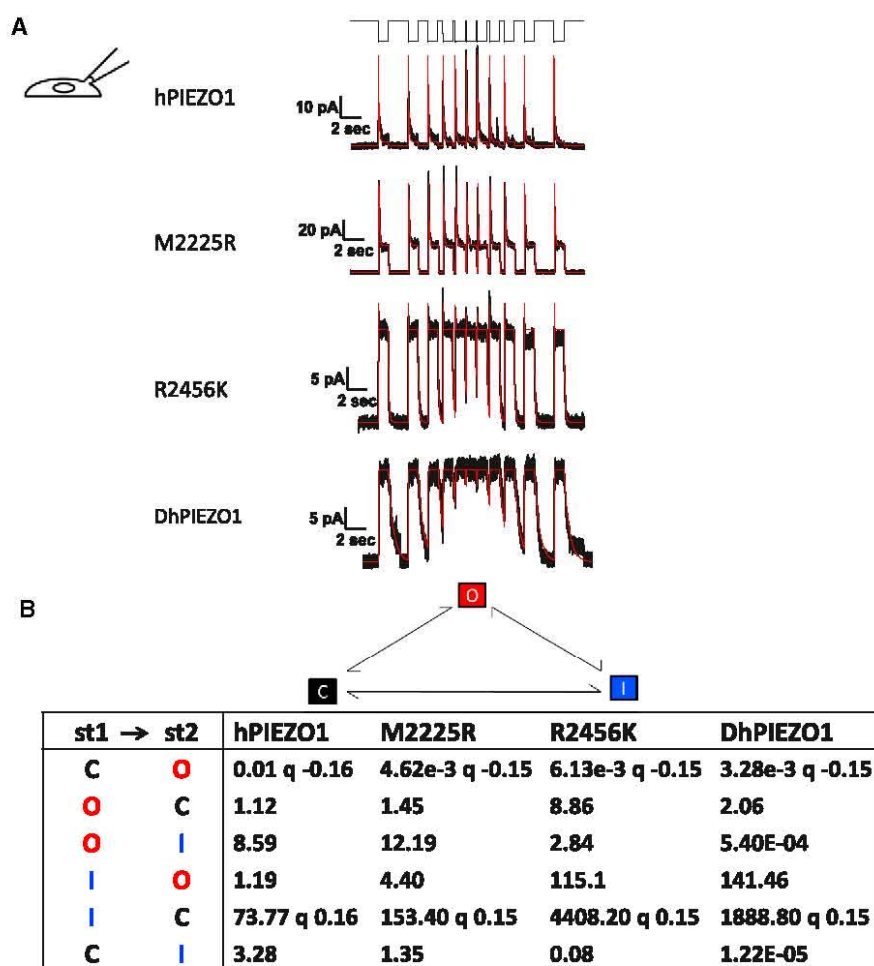 A
hPIEZO1
10 pA
2 sec
M2225R
20 pA
2 sec
R2456K
5 pA
2 sec
DhPIEZO1
5 pA
2 sec
B
O
C
I
st1 → st2 hPIEZO1 M2225R R2456K DhPIEZO1
C O 0.01 q -0.16 4.62e-3 q -0.15 6.13e-3 q -0.15 3.28e-3 q -0.15
O C 1.12 1.45 8.86 2.06
O I 8.59 12.19 2.84 5.40E-04
I O 1.19 4.40 115.1 141.46
I C 73.77 q 0.16 153.40 q 0.15 4408.20 q 0.15 1888.80 q 0.15
C I 3.28 1.35 0.08 1.22E-05